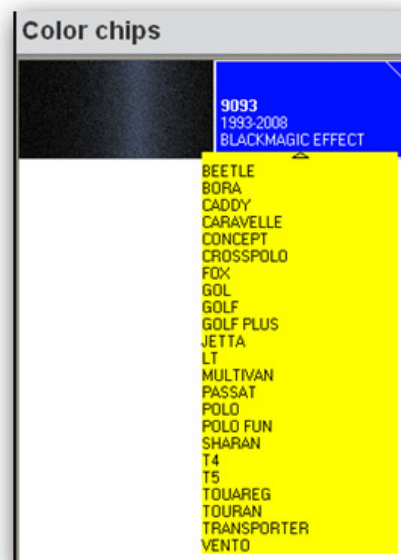 Color chips
9093
1993-2008
BLACKMAGIC EFFECT
BEETLE
BORA
CADDY
CARAVELLE
CONCEPT
CROSSPOLO
FOX
GOL
GOLF
GOLF PLUS
JETTA
LT
MULTIVAN
PASSAT
POLO
POLO FUN
SHARAN
T4
T5
TOUAREG
TOURAN
TRANSPORTER
VENTO